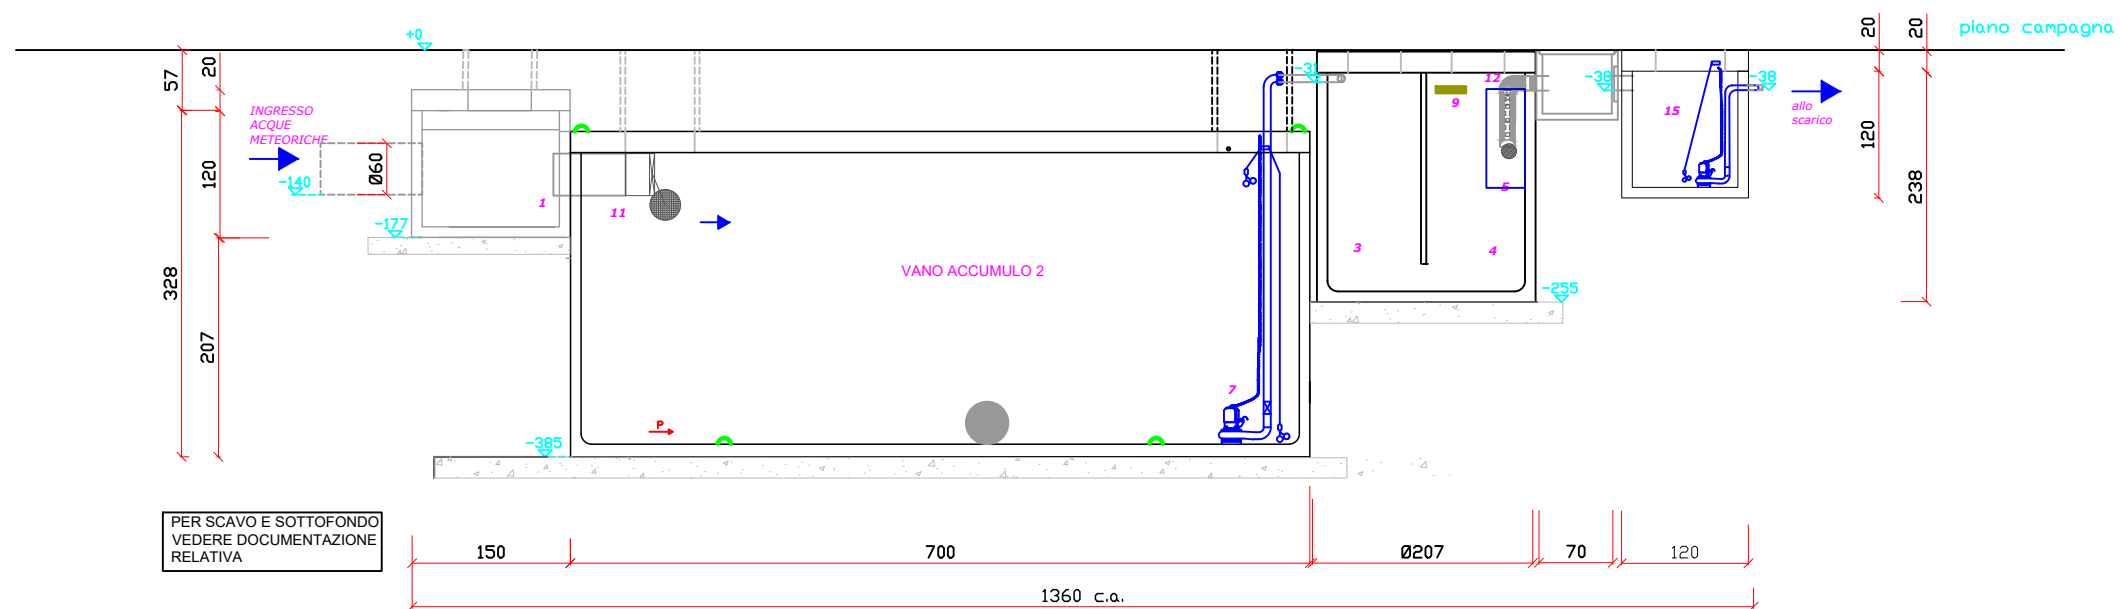 +0
piano campagna
57
20
20
20
INGRESSO
ACQUE
METEORICHE
-31
12
-38
-38
9
15
allo
scarico
120
Ø60
-140
1
11
5
120
238
-177
3
4
VANO ACCUMULO 2
328
207
-255
7
P
-385
PER SCAVO E SOTTOFONDO
VEDERE DOCUMENTAZIONE
RELATIVA
150
700
Ø207
70
120
1360 c.a.